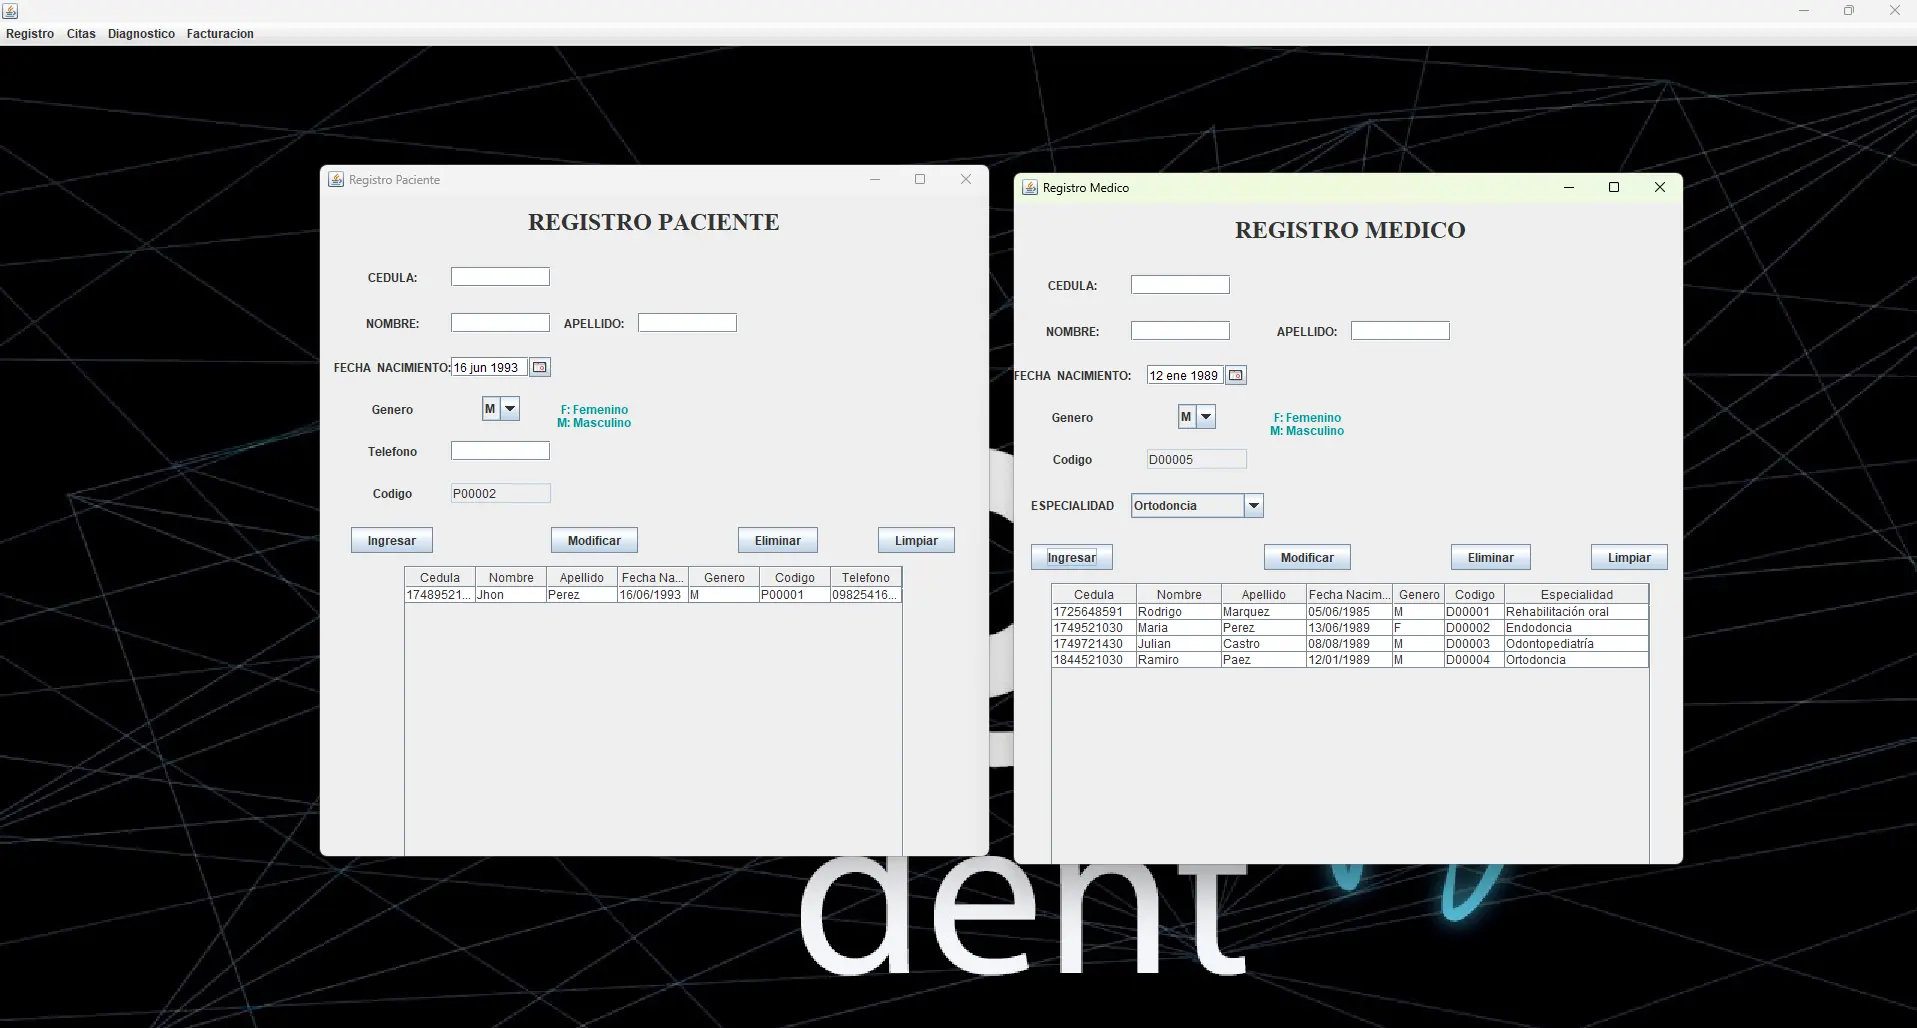 Registro Citas Diagnostico Facturacion
Registro Paciente
REGISTRO PACIENTE
CEDULA:
NOMBRE: APELLIDO:
FECHA NACIMIENTO: 16 jun 1993
Genero M F: Femenino
M: Masculino
Telefono
Codigo P00002
Ingresar Modificar Eliminar Limpiar
Cedula Nombre Apellido Fecha Na... Genero Codigo Telefono
17489521... Jhon Perez 16/06/1993 M P00001 09825416...
Registro Medico
REGISTRO MEDICO
CEDULA:
NOMBRE: APELLIDO:
FECHA NACIMIENTO: 12 ene 1989
Genero M F: Femenino
M: Masculino
Codigo D00005
ESPECIALIDAD Ortodoncia
Ingresar Modificar Eliminar Limpiar
Cedula Nombre Apellido Fecha Nacim... Genero Codigo Especialidad
1725648591 Rodrigo Marquez 05/06/1985 M D00001 Rehabilitación oral
1749521030 Maria Perez 13/06/1989 F D00002 Endodoncia
1749721430 Julian Castro 08/08/1989 M D00003 Odontopediatría
1844521030 Ramiro Paez 12/01/1989 M D00004 Ortodoncia
dent